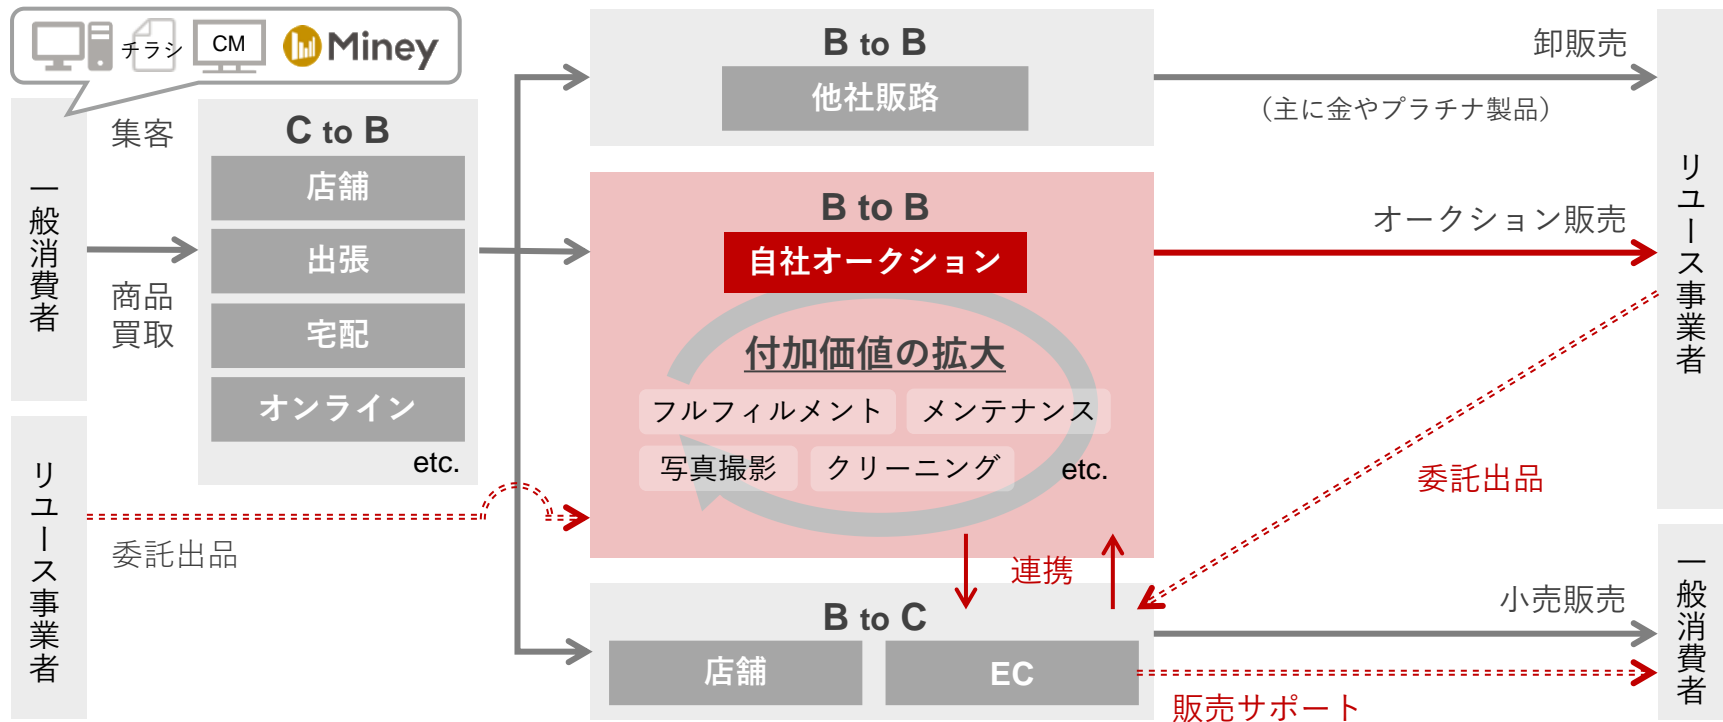 チラシ
CM
Miney
一般消費者
集客
商品
買取
C to B
店舗
出張
宅配
オンライン
etc.
リユース事業者
委託出品
B to B
他社販路
B to B
自社オークション
付加価値の拡大
フルフィルメント
メンテナンス
写真撮影
クリーニング
etc.
連携
B to C
店舗
EC
卸販売
（主に金やプラチナ製品）
オークション販売
委託出品
小売販売
販売サポート
リユース事業者
一般消費者